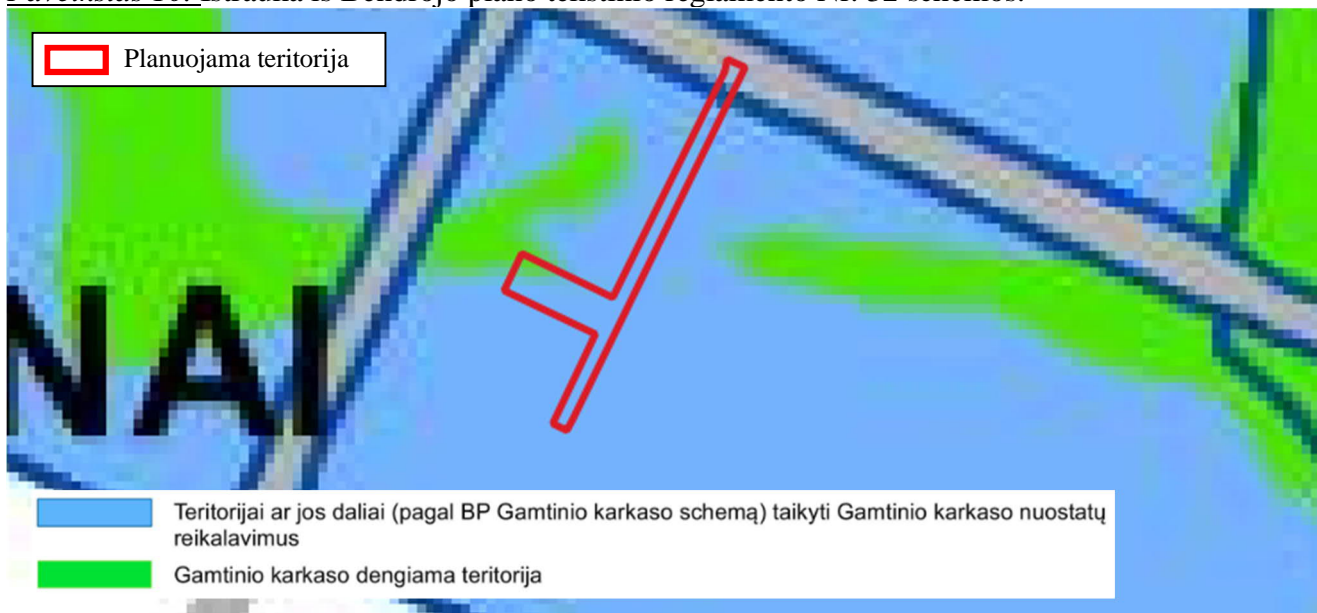 Planuojama teritorija
NAI
Teritorijai ar jos daliai (pagal BP Gamtinio karkaso schemą) taikyti Gamtinio karkaso nuostatų
reikalavimus
Gamtinio karkaso dengiama teritorija